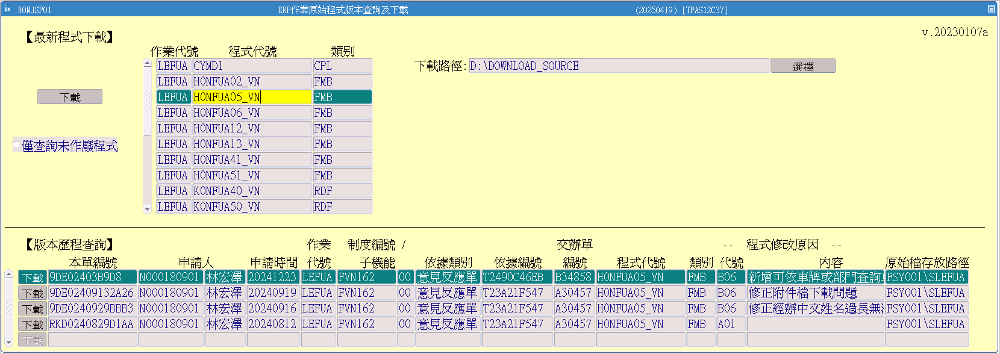 HONJSP01 ERP作業原始程式版本查詢及下載 (20250419) [TPAS12C37]
【最新程式下載】 v.20230107a
作業代號 程式代號 類別
LEFUA CYMD1 CPL 下載路徑: D:\DOWNLOAD_SOURCE 選擇
LEFUA HONFUA02_VN FMB
下載 LEFUA HONFUA05_VN FMB
LEFUA HONFUA06_VN FMB
LEFUA HONFUA12_VN FMB
僅查詢未作廢程式 LEFUA HONFUA13_VN FMB
LEFUA HONFUA41_VN FMB
LEFUA HONFUA51_VN FMB
LEFUA KONFUA40_VN RDF
LEFUA KONFUA50_VN RDF
【版本歷程查詢】 作業 制度編號 / 交辦單 -- 程式修改原因 --
本單編號 申請人 申請時間 代號 子機能 依據類別 依據編號 編號 程式代號 類別 代號 內容 原始檔存放路徑
下載 9DE02403B9D8 N000180901 林宏澤 20241223 LEFUA FVN162 00 意見反應單 T2490C46EB B34858 HONFUA05_VN FMB B06 新增可依車牌或部門查詢 FSY001\SLEFUA
下載 9DE02409132A26 N000180901 林宏澤 20240919 LEFUA FVN162 00 意見反應單 T23A21F547 A30457 HONFUA05_VN FMB B06 修正附件檔下載問題 FSY001\SLEFUA
下載 9DE0240929BBB3 N000180901 林宏澤 20240916 LEFUA FVN162 00 意見反應單 T23A21F547 A30457 HONFUA05_VN FMB B06 修正經辦中文姓名過長無 FSY001\SLEFUA
下載 RKD0240829D1AA N000180901 林宏澤 20240812 LEFUA FVN162 00 意見反應單 T23A21F547 A30457 HONFUA05_VN FMB A01 FSY001\SLEFUA
下載